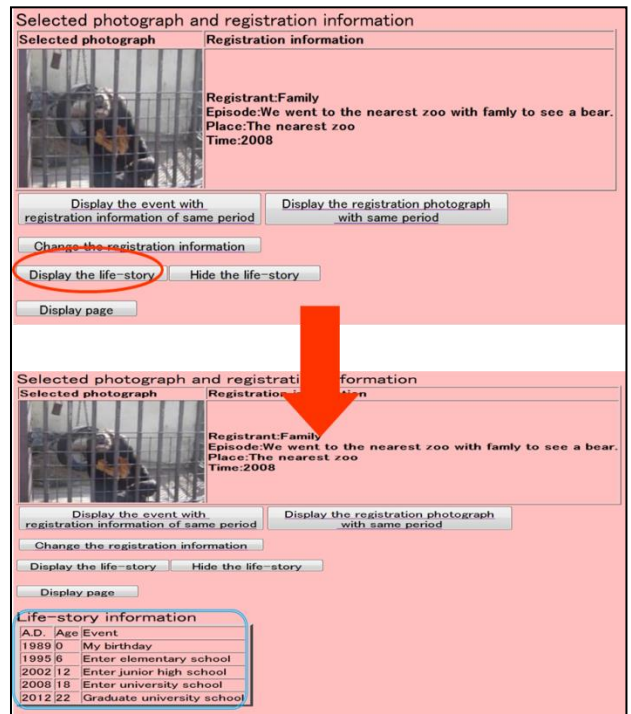 Selected photograph and registration information
Selected photograph Registration information
Registrant:Family
Episode:We went to the nearest zoo with famly to see a bear.
Place:The nearest zoo
Time:2008
Display the event with
registration information of same period
Display the registration photograph
with same period
Change the registration information
Display the life-story Hide the life-story
Display page
Selected photograph and registrati formation
Selected photograph Registration information
Registrant:Family
Episode:We went to the nearest zoo with famly to see a bear.
Place:The nearest zoo
Time:2008
Display the event with
registration information of same period
Display the registration photograph
with same period
Change the registration information
Display the life-story Hide the life-story
Display page
Life-story information
A.D. Age Event
1989 0 My birthday
1995 6 Enter elementary school
2002 12 Enter junior high school
2008 18 Enter university school
2012 22 Graduate university school